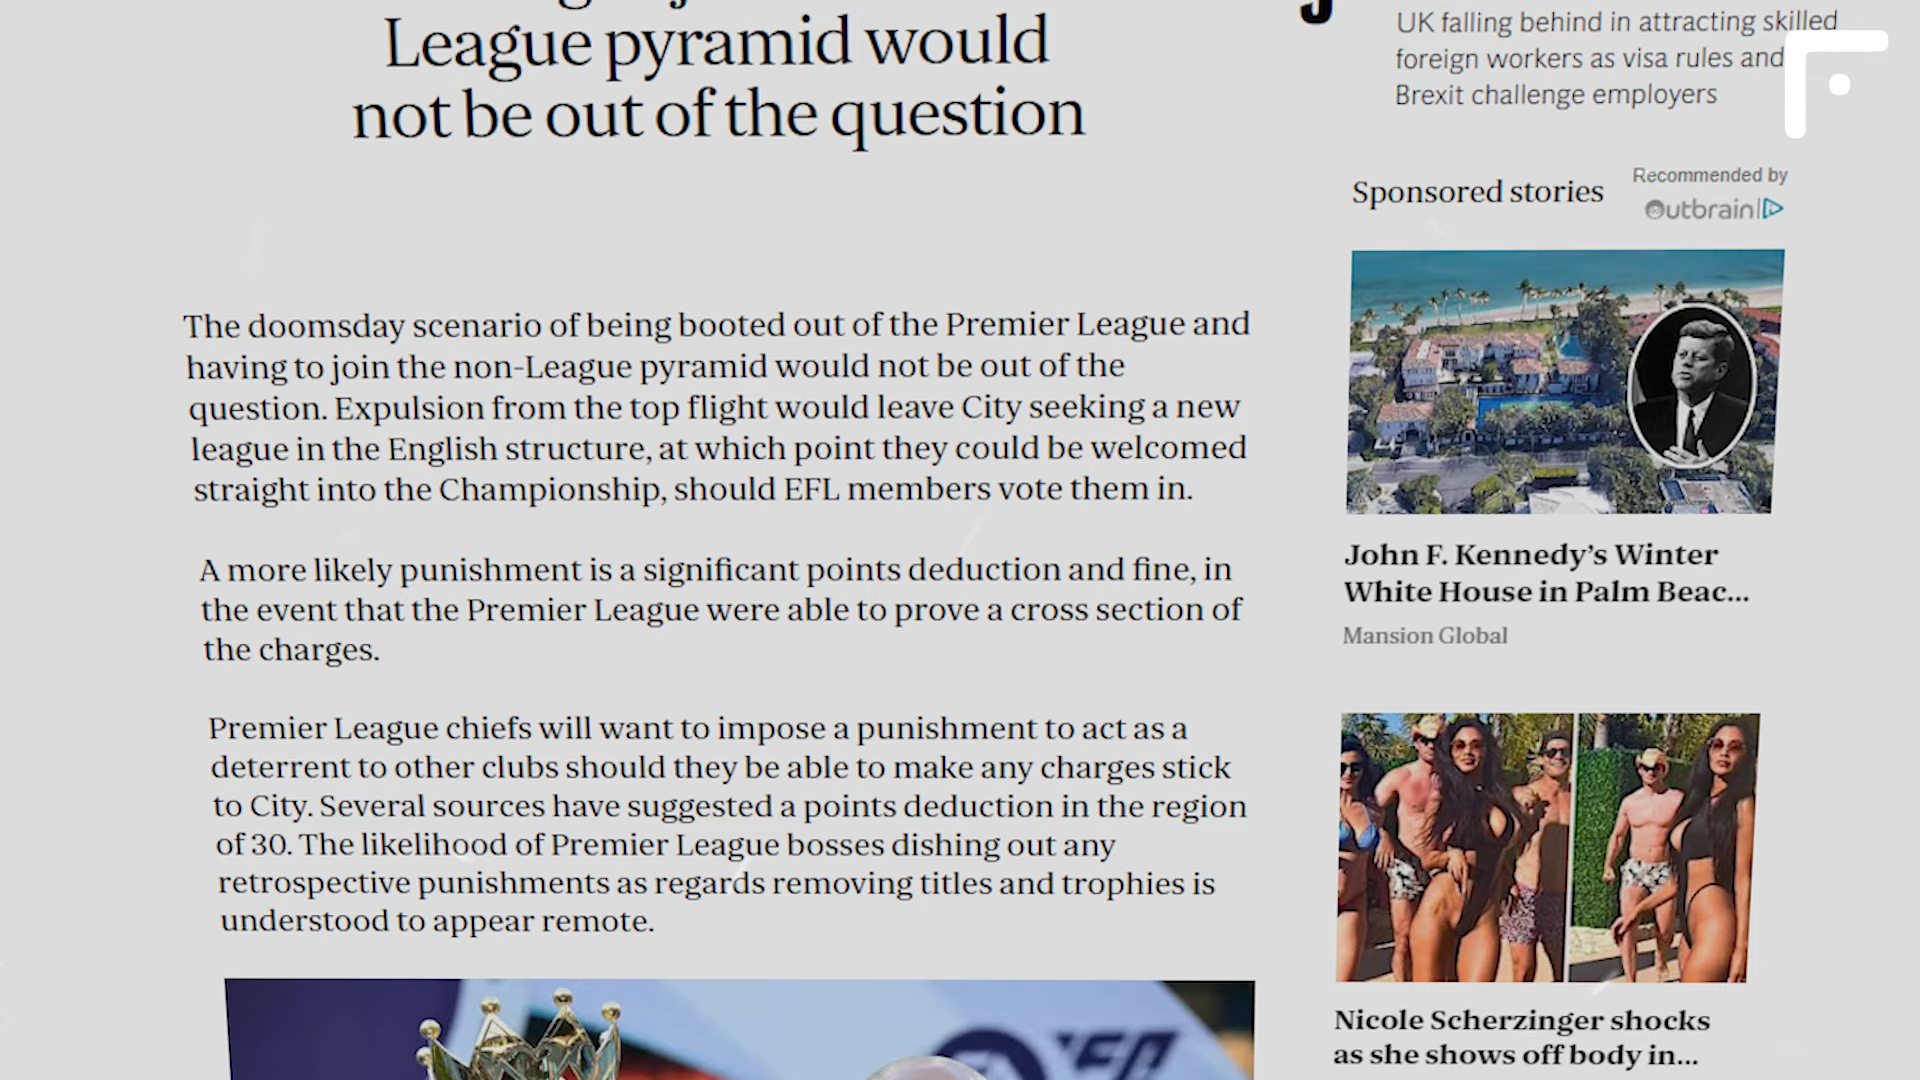 League pyramid would
not be out of the question
The doomsday scenario of being booted out of the Premier League and
having to join the non-League pyramid would not be out of the
question. Expulsion from the top flight would leave City seeking a new
league in the English structure, at which point they could be welcomed
straight into the Championship, should EFL members vote them in.
A more likely punishment is a significant points deduction and fine, in
the event that the Premier League were able to prove a cross section of
the charges.
Premier League chiefs will want to impose a punishment to act as a
deterrent to other clubs should they be able to make any charges stick
to City. Several sources have suggested a points deduction in the region
of 30. The likelihood of Premier League bosses dishing out any
retrospective punishments as regards removing titles and trophies is
understood to appear remote.
UK falling behind in attracting skilled
foreign workers as visa rules and
Brexit challenge employers
Sponsored stories
Recommended by
Outbrain
John F. Kennedy’s Winter
White House in Palm Beac...
Mansion Global
Nicole Scherzinger shocks
as she shows off body in...